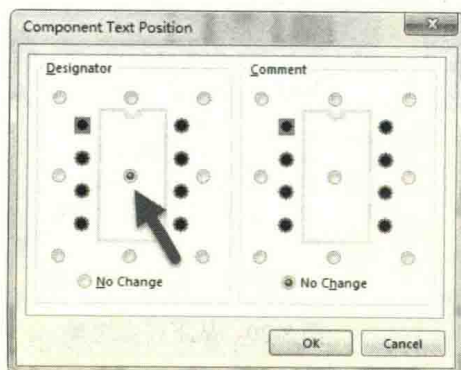 Component Text Position
Designator
Comment
No Change
No Change
OK
Cancel